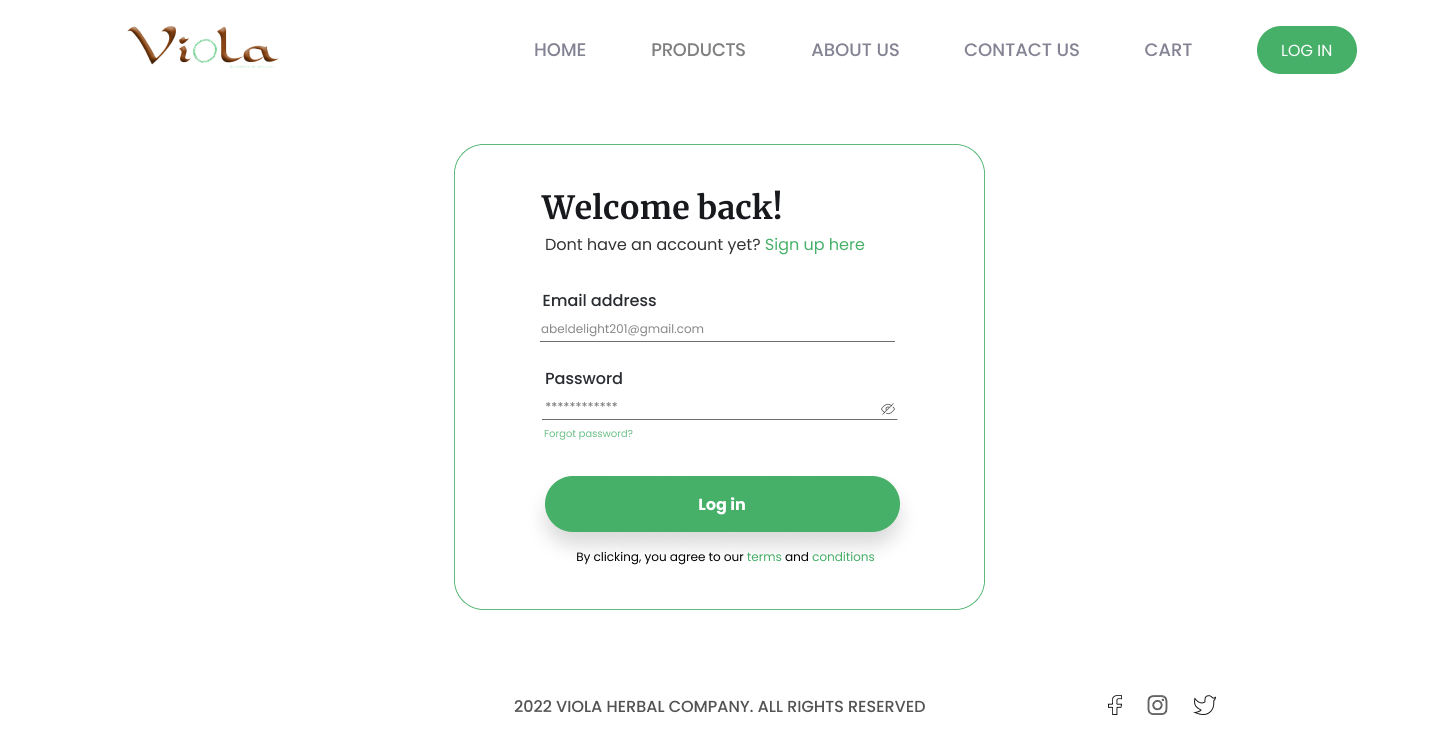 Viola
HOME PRODUCTS ABOUT US CONTACT US CART LOG IN
Welcome back!
Dont have an account yet? Sign up here
Email address
abeldelight201@gmail.com
Password
************
Forgot password?
Log in
By clicking, you agree to our terms and conditions
2022 VIOLA HERBAL COMPANY. ALL RIGHTS RESERVED